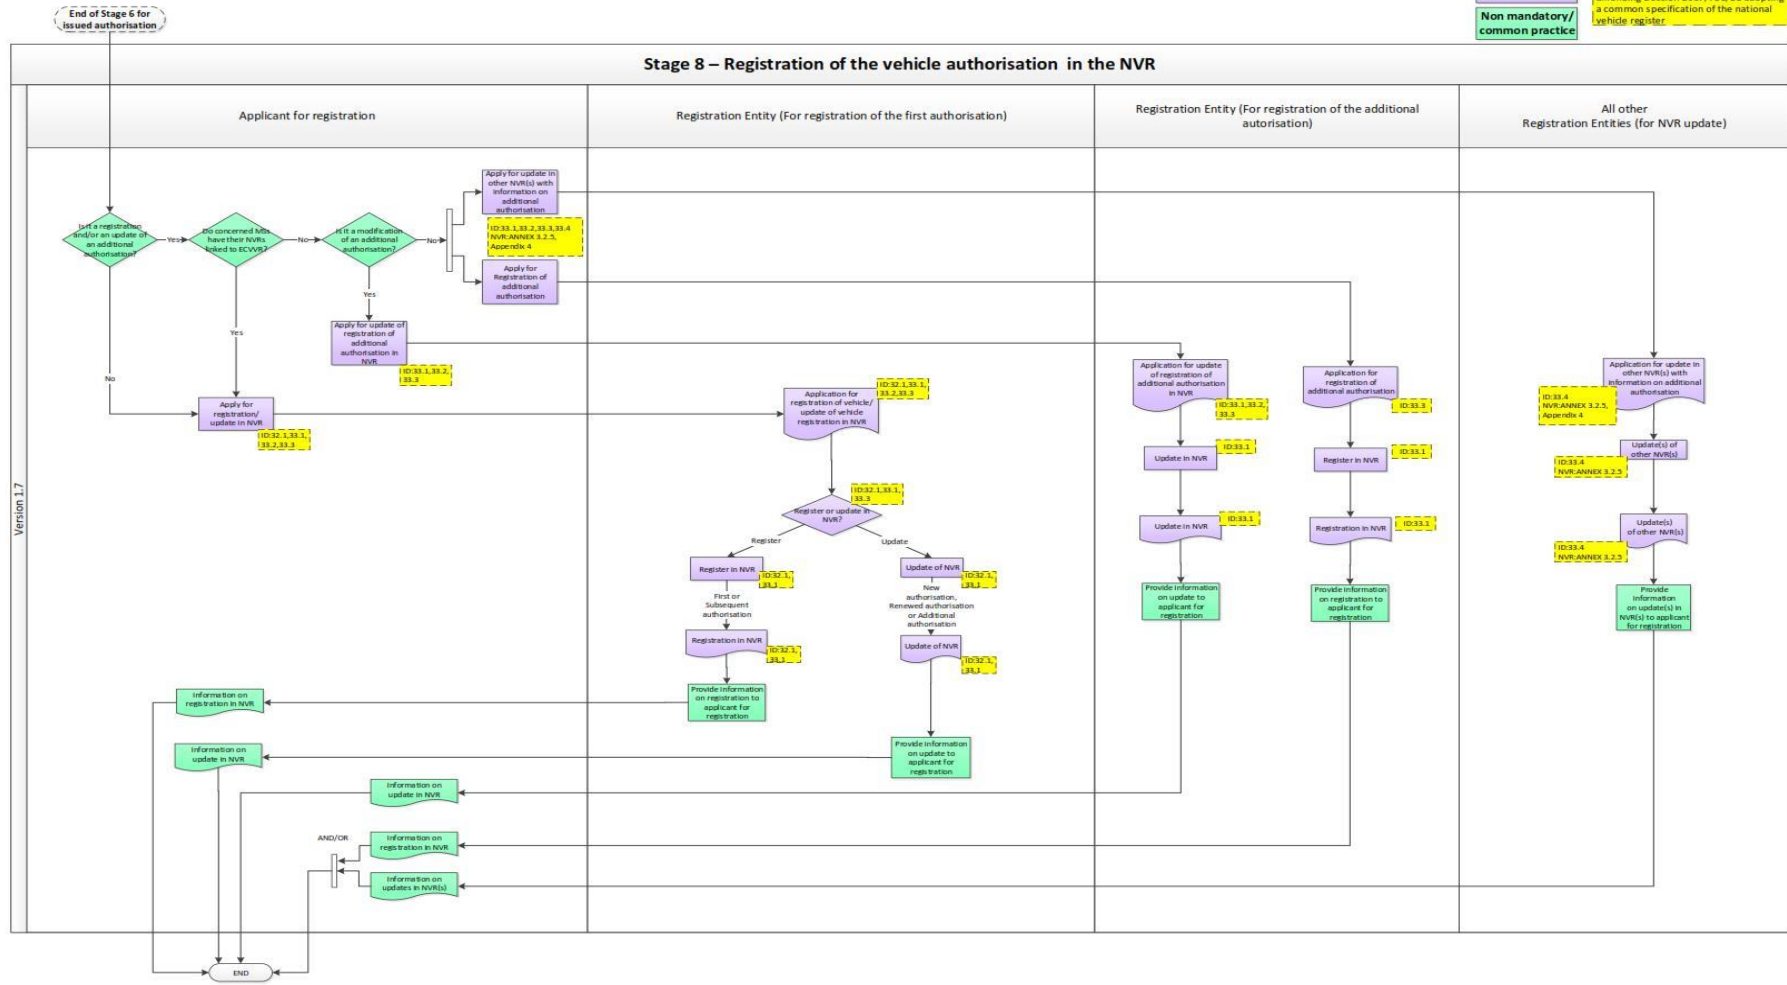 End of Stage 6 for
issued authorisation
Non mandatory/
common practice
a common specification of the national
vehicle register
Stage 8 – Registration of the vehicle authorisation in the NVR
Applicant for registration
Registration Entity (For registration of the first authorisation)
Registration Entity (For registration of the additional
autorisation)
All other
Registration Entities (for NVR update)
Version 1.7
Is it a registration
and/or an update of
an additional
authorisation?
Yes
Do concerned MSs
have their NVRs
linked to ECVVR?
No
Is it a modification
of an additional
authorisation?
No
Apply for update in
other NVR(s) with
information on
additional
authorisation
ID:33.1,33.2,33.3,33.4
NVR:ANNEX 3.2.5,
Appendix 4
Apply for
Registration of
additional
authorisation
Yes
Yes
No
Apply for update of
registration of
additional
authorisation in
NVR
ID:33.1,33.2,
33.3
Apply for
registration/
update in NVR
ID:32.1,33.1,
33.2,33.3
Application for
registration of vehicle/
update of vehicle
registration in NVR
ID:32.1,33.1,
33.2,33.3
Register or update in
NVR?
ID:32.1,33.1,
33.3
Register
Update
Register in NVR
ID:32.1,
33.1
First or
Subsequent
authorisation
Registration in NVR
ID:32.1,
33.1
Provide information
on registration to
applicant for
registration
Update of NVR
ID:32.1,
33.1
New
authorisation,
Renewed authorisation
or Additional
authorisation
Update of NVR
ID:32.1,
33.1
Provide information
on update to
applicant for
registration
Application for update
of registration of
additional authorisation
in NVR
ID:33.1,33.2,
33.3
Update in NVR
ID:33.1
Update in NVR
ID:33.1
Provide information
on update to
applicant for
registration
Application for
registration of
additional authorisation
ID:33.3
Register in NVR
ID:33.1
Registration in NVR
ID:33.1
Provide information
on registration to
applicant for
registration
Application for update in
other NVR(s) with
information on additional
authorisation
ID:33.4
NVR:ANNEX 3.2.5,
Appendix 4
Update(s) of
other NVR(s)
ID:33.4
NVR:ANNEX 3.2.5
Update(s)
of other NVR(s)
ID:33.4
NVR:ANNEX 3.2.5
Provide
information
on update(s) in
NVR(s) to applicant
for registration
Information on
registration in NVR
Information on
update in NVR
Information on
update in NVR
AND/OR
Information on
registration in NVR
Information on
updates in NVR(s)
END